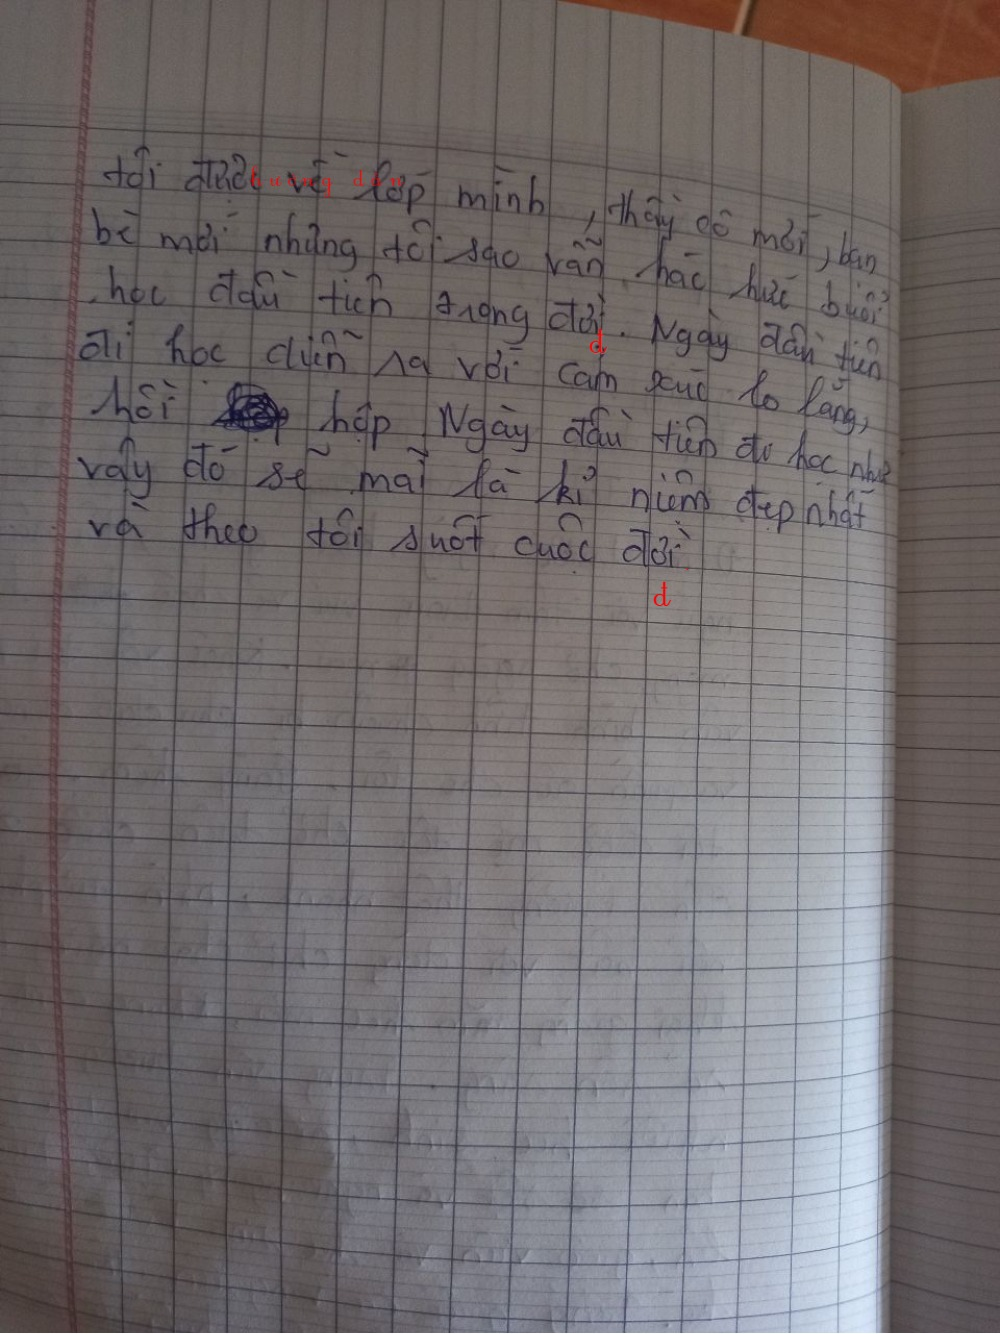 tôi được hướng dẫn về lớp mình, thầy cô mới, bạn
bè mới nhưng tôi sao vẫn háo hức buổi
học đầu tiên trong đời. Ngày đầu tiên
d
đi học diễn ra với cảm xúc lo lắng,
hồi hộp. Ngày đầu tiên đi học như
vậy đó sẽ mãi là kỉ niệm đẹp nhất
và theo tôi suốt cuộc đời.
d